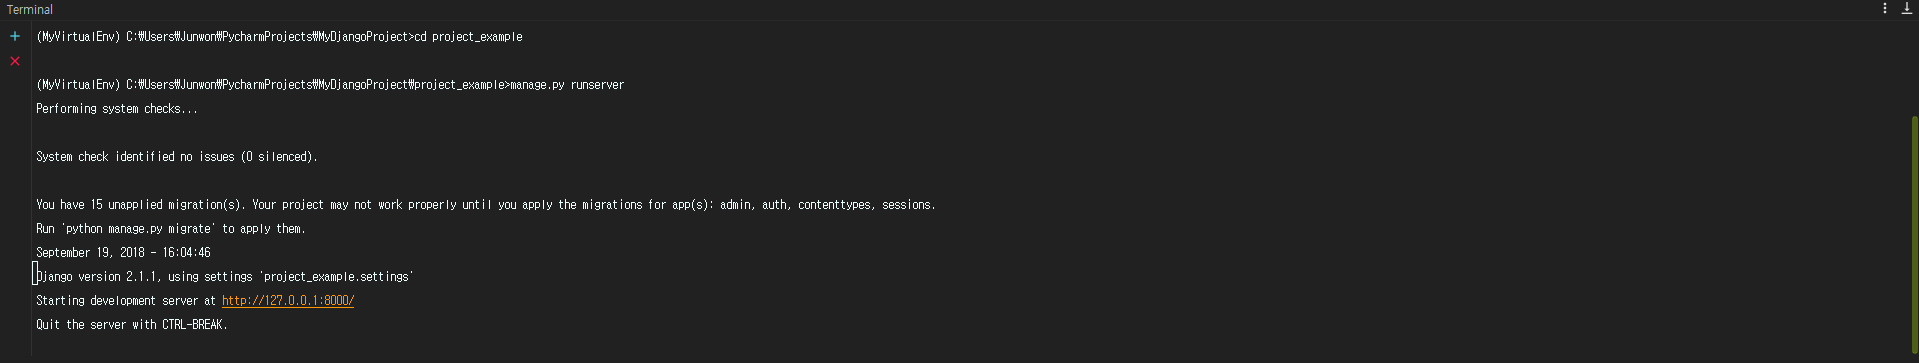 Terminal
(MyVirtualEnv) C:₩Users₩Junwon₩PycharmProjects₩MyDjangoProject>cd project_example
(MyVirtualEnv) C:₩Users₩Junwon₩PycharmProjects₩MyDjangoProject₩project_example>manage.py runserver
Performing system checks...
System check identified no issues (0 silenced).
You have 15 unapplied migration(s). Your project may not work properly until you apply the migrations for app(s): admin, auth, contenttypes, sessions.
Run 'python manage.py migrate' to apply them.
September 19, 2018 - 16:04:46
Django version 2.1.1, using settings 'project_example.settings'
Starting development server at http://127.0.0.1:8000/
Quit the server with CTRL-BREAK.